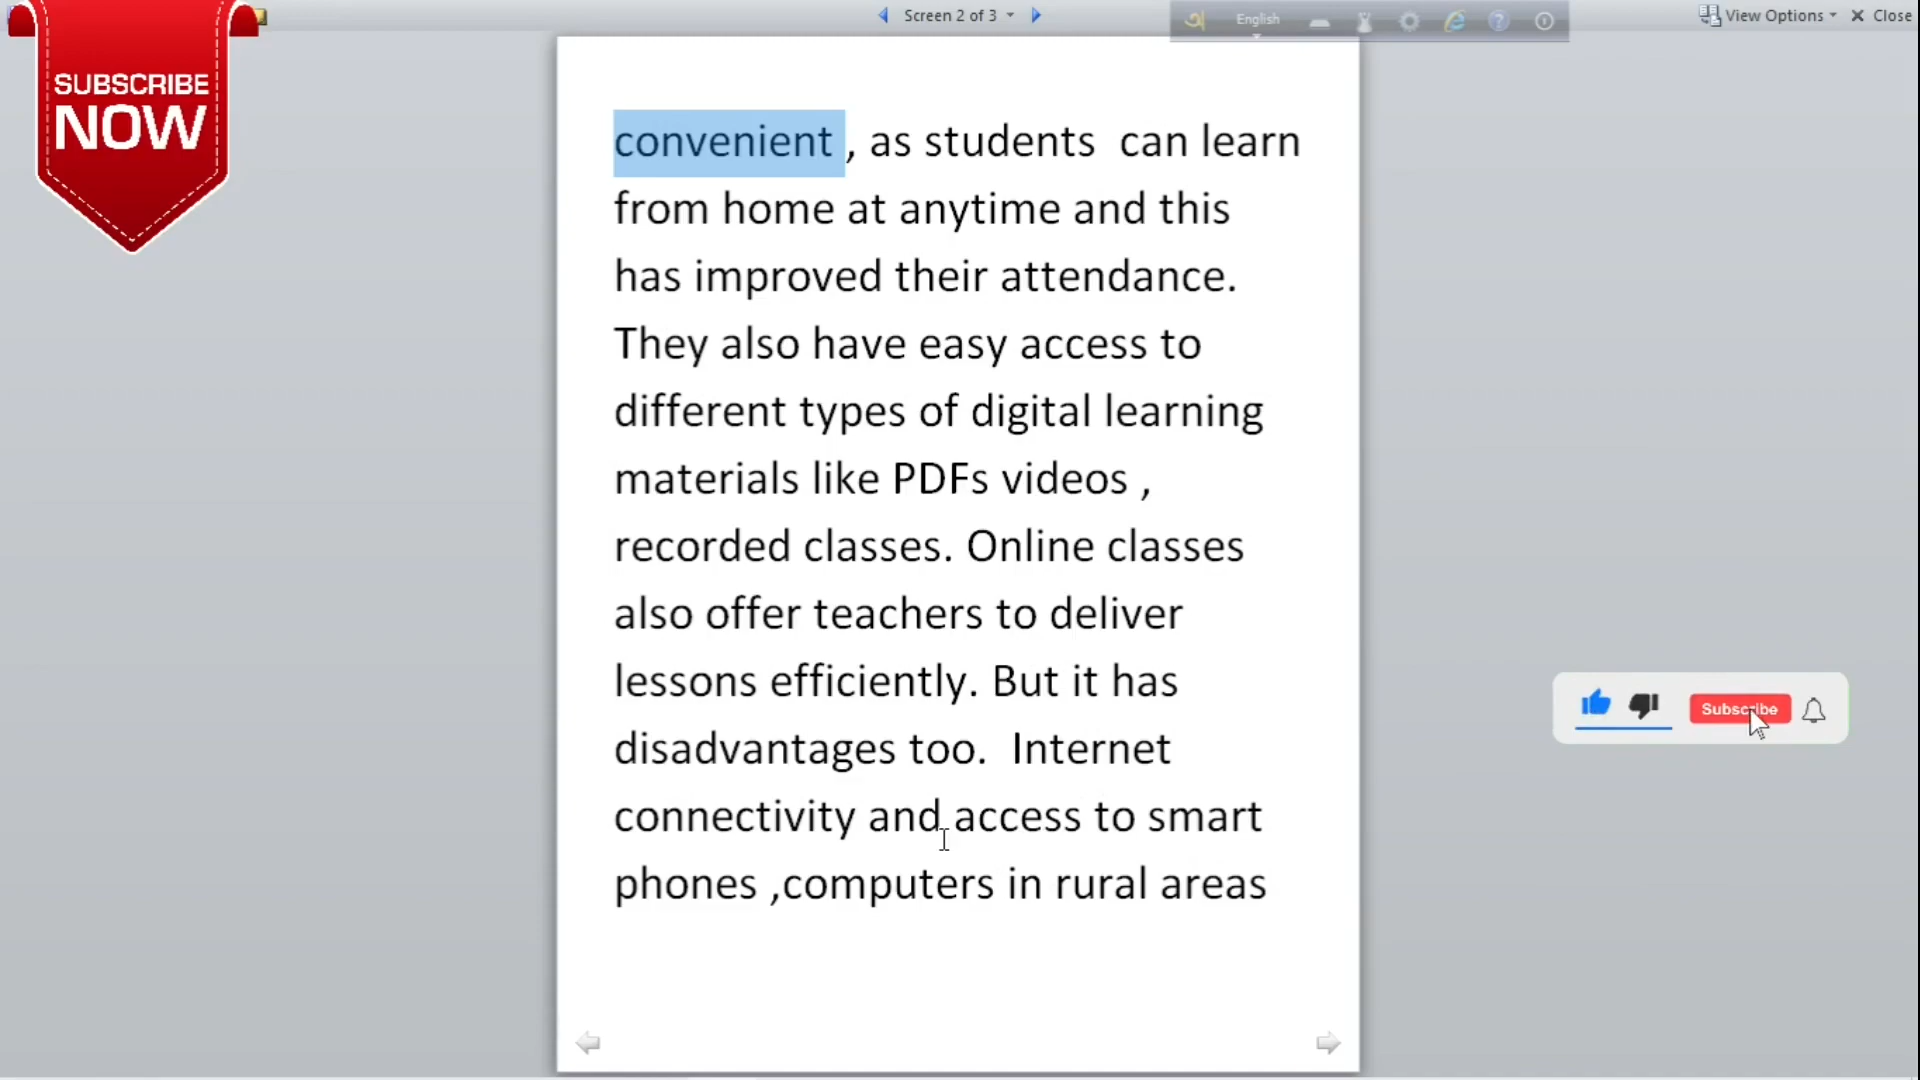 SUBSCRIBE
NOW
Screen 2 of 3
English
View Options
Close
convenient , as students  can learn
from home at anytime and this
has improved their attendance.
They also have easy access to
different types of digital learning
materials like PDFs videos ,
recorded classes. Online classes
also offer teachers to deliver
lessons efficiently. But it has
disadvantages too.  Internet
connectivity and access to smart
phones ,computers in rural areas
Subscribe